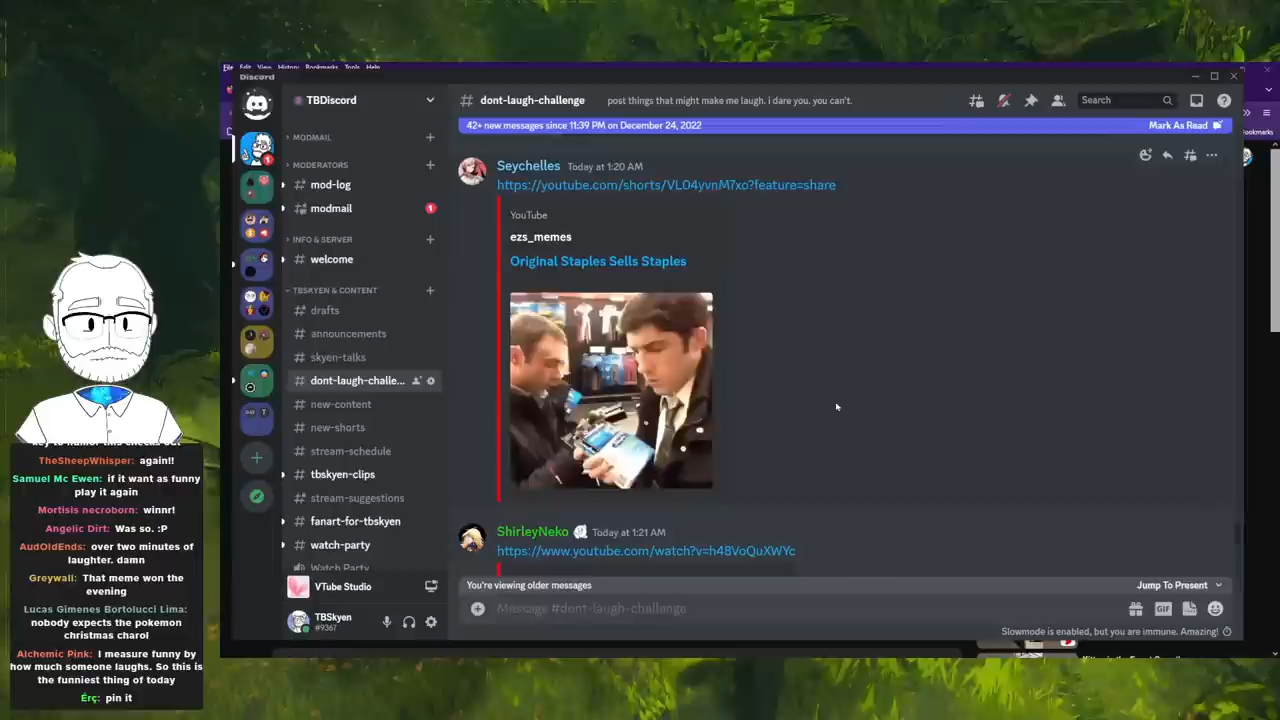 File Edit View History Bookmarks Tools Help
Discord
TBDiscord
# dont-laugh-challenge post things that might make me laugh. i dare you. you can't.
Search
42+ new messages since 11:39 PM on December 24, 2022 Mark As Read
Bookmarks
MODMAIL
MODERATORS
mod-log
modmail 1
INFO & SERVER
welcome
TBSKYEN & CONTENT
drafts
announcements
skyen-talks
dont-laugh-challe...
new-content
new-shorts
stream-schedule
tbskyen-clips
stream-suggestions
fanart-for-tbskyen
watch-party
Watch Party
VTube Studio
TBSkyen
#9367
Seychelles Today at 1:20 AM
https://youtube.com/shorts/VL04yvnM7xo?feature=share
YouTube
ezs_memes
Original Staples Sells Staples
ShirleyNeko Today at 1:21 AM
https://www.youtube.com/watch?v=h48VoQuXWYc
You're viewing older messages Jump To Present
Message #dont-laugh-challenge
GIF
Slowmode is enabled, but you are immune. Amazing!
TheSheepWhisper: again!!
Samuel Mc Ewen: if it want as funny
play it again
Mortisis necroborn: winnr!
Angelic Dirt: Was so. :P
AudOldEnds: over two minutes of
laughter. damn
Greywall: That meme won the
evening
Lucas Gimenes Bortolucci Lima:
nobody expects the pokemon
christmas charol
Alchemic Pink: I measure funny by
how much someone laughs. So this is
the funniest thing of today
Érç: pin it